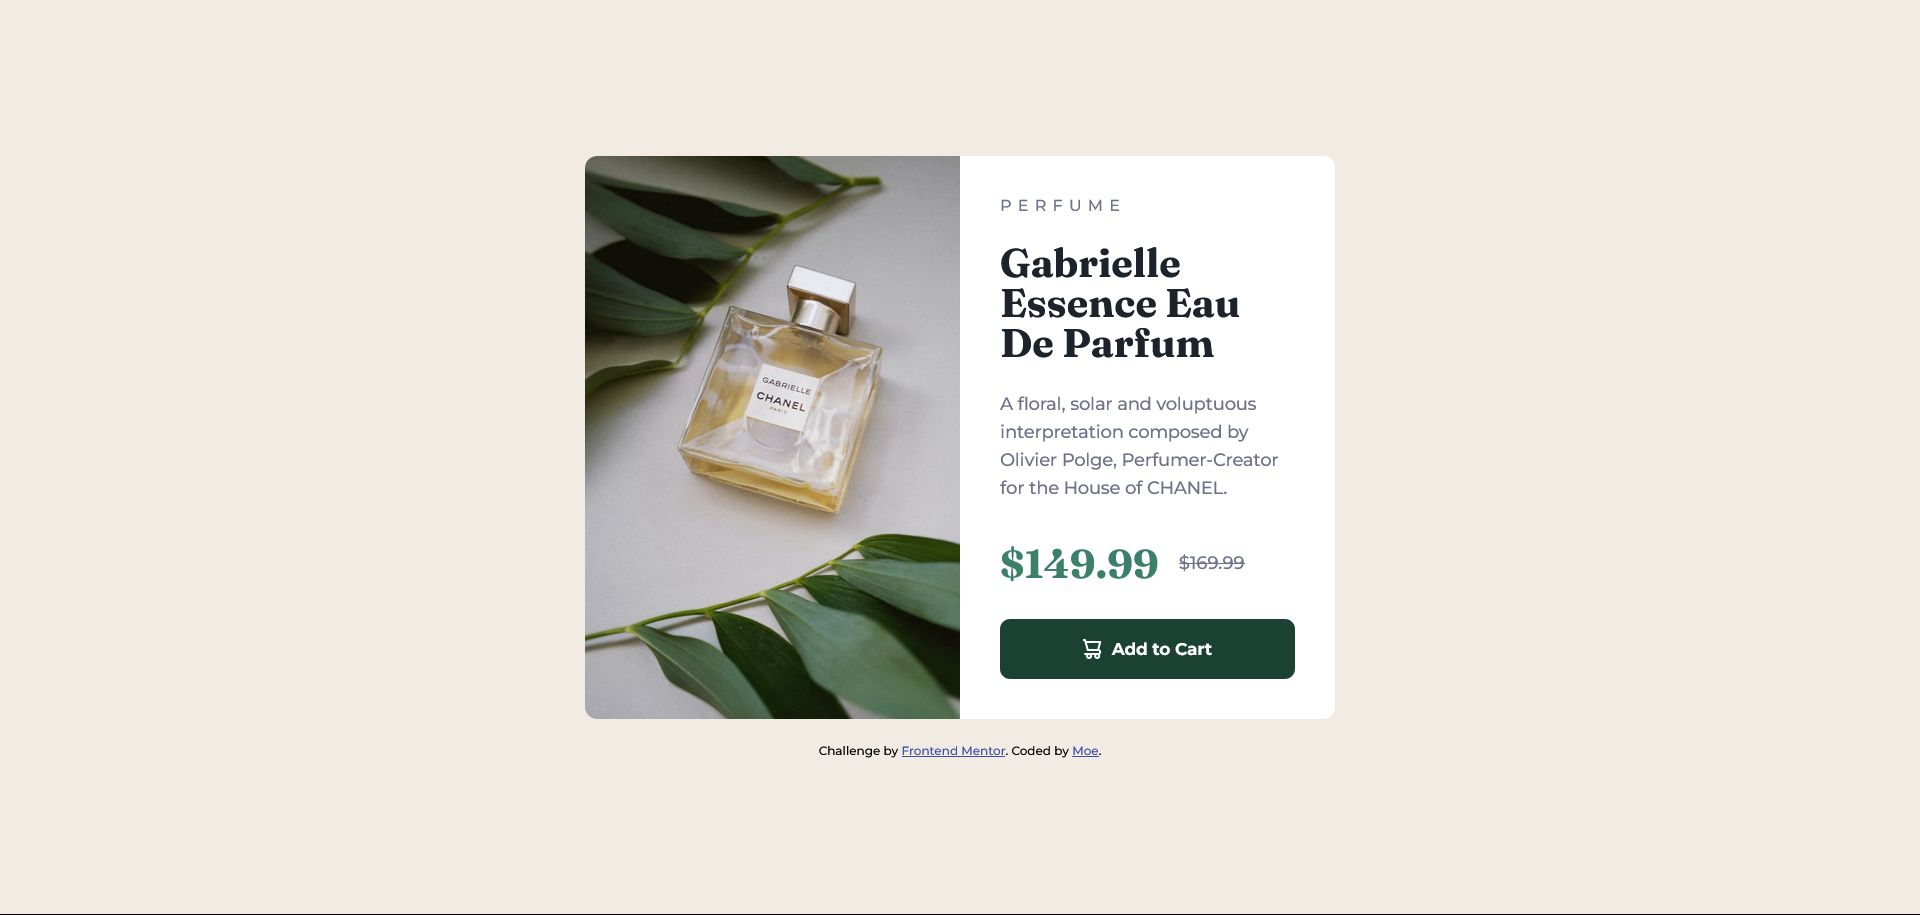 GABRIELLE
CHANEL
PARIS
PERFUME
Gabrielle
Essence Eau
De Parfum
A floral, solar and voluptuous
interpretation composed by
Olivier Polge, Perfumer-Creator
for the House of CHANEL.
$149.99 $169.99
Add to Cart
Challenge by Frontend Mentor. Coded by Moe.